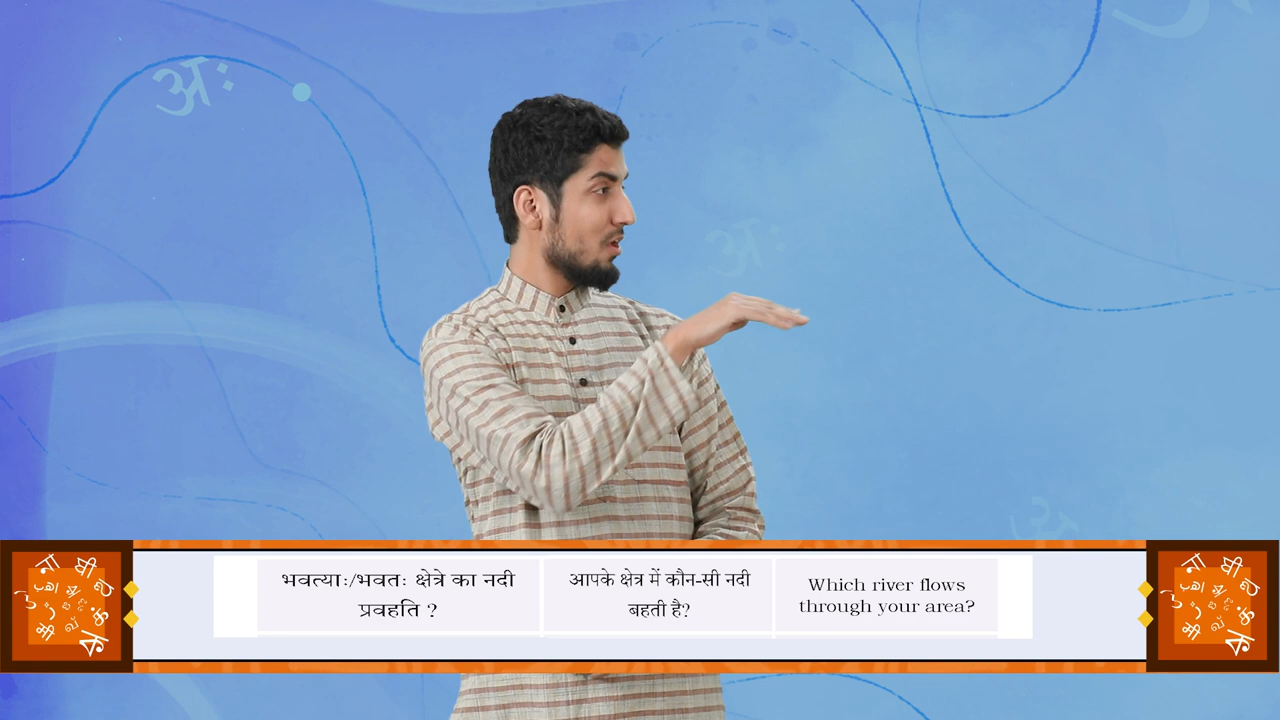 अः
अः
भवत्याः/भवतः क्षेत्रे का नदी
प्रवहति ?
आपके क्षेत्र में कौन-सी नदी
बहती है?
Which river flows
through your area?